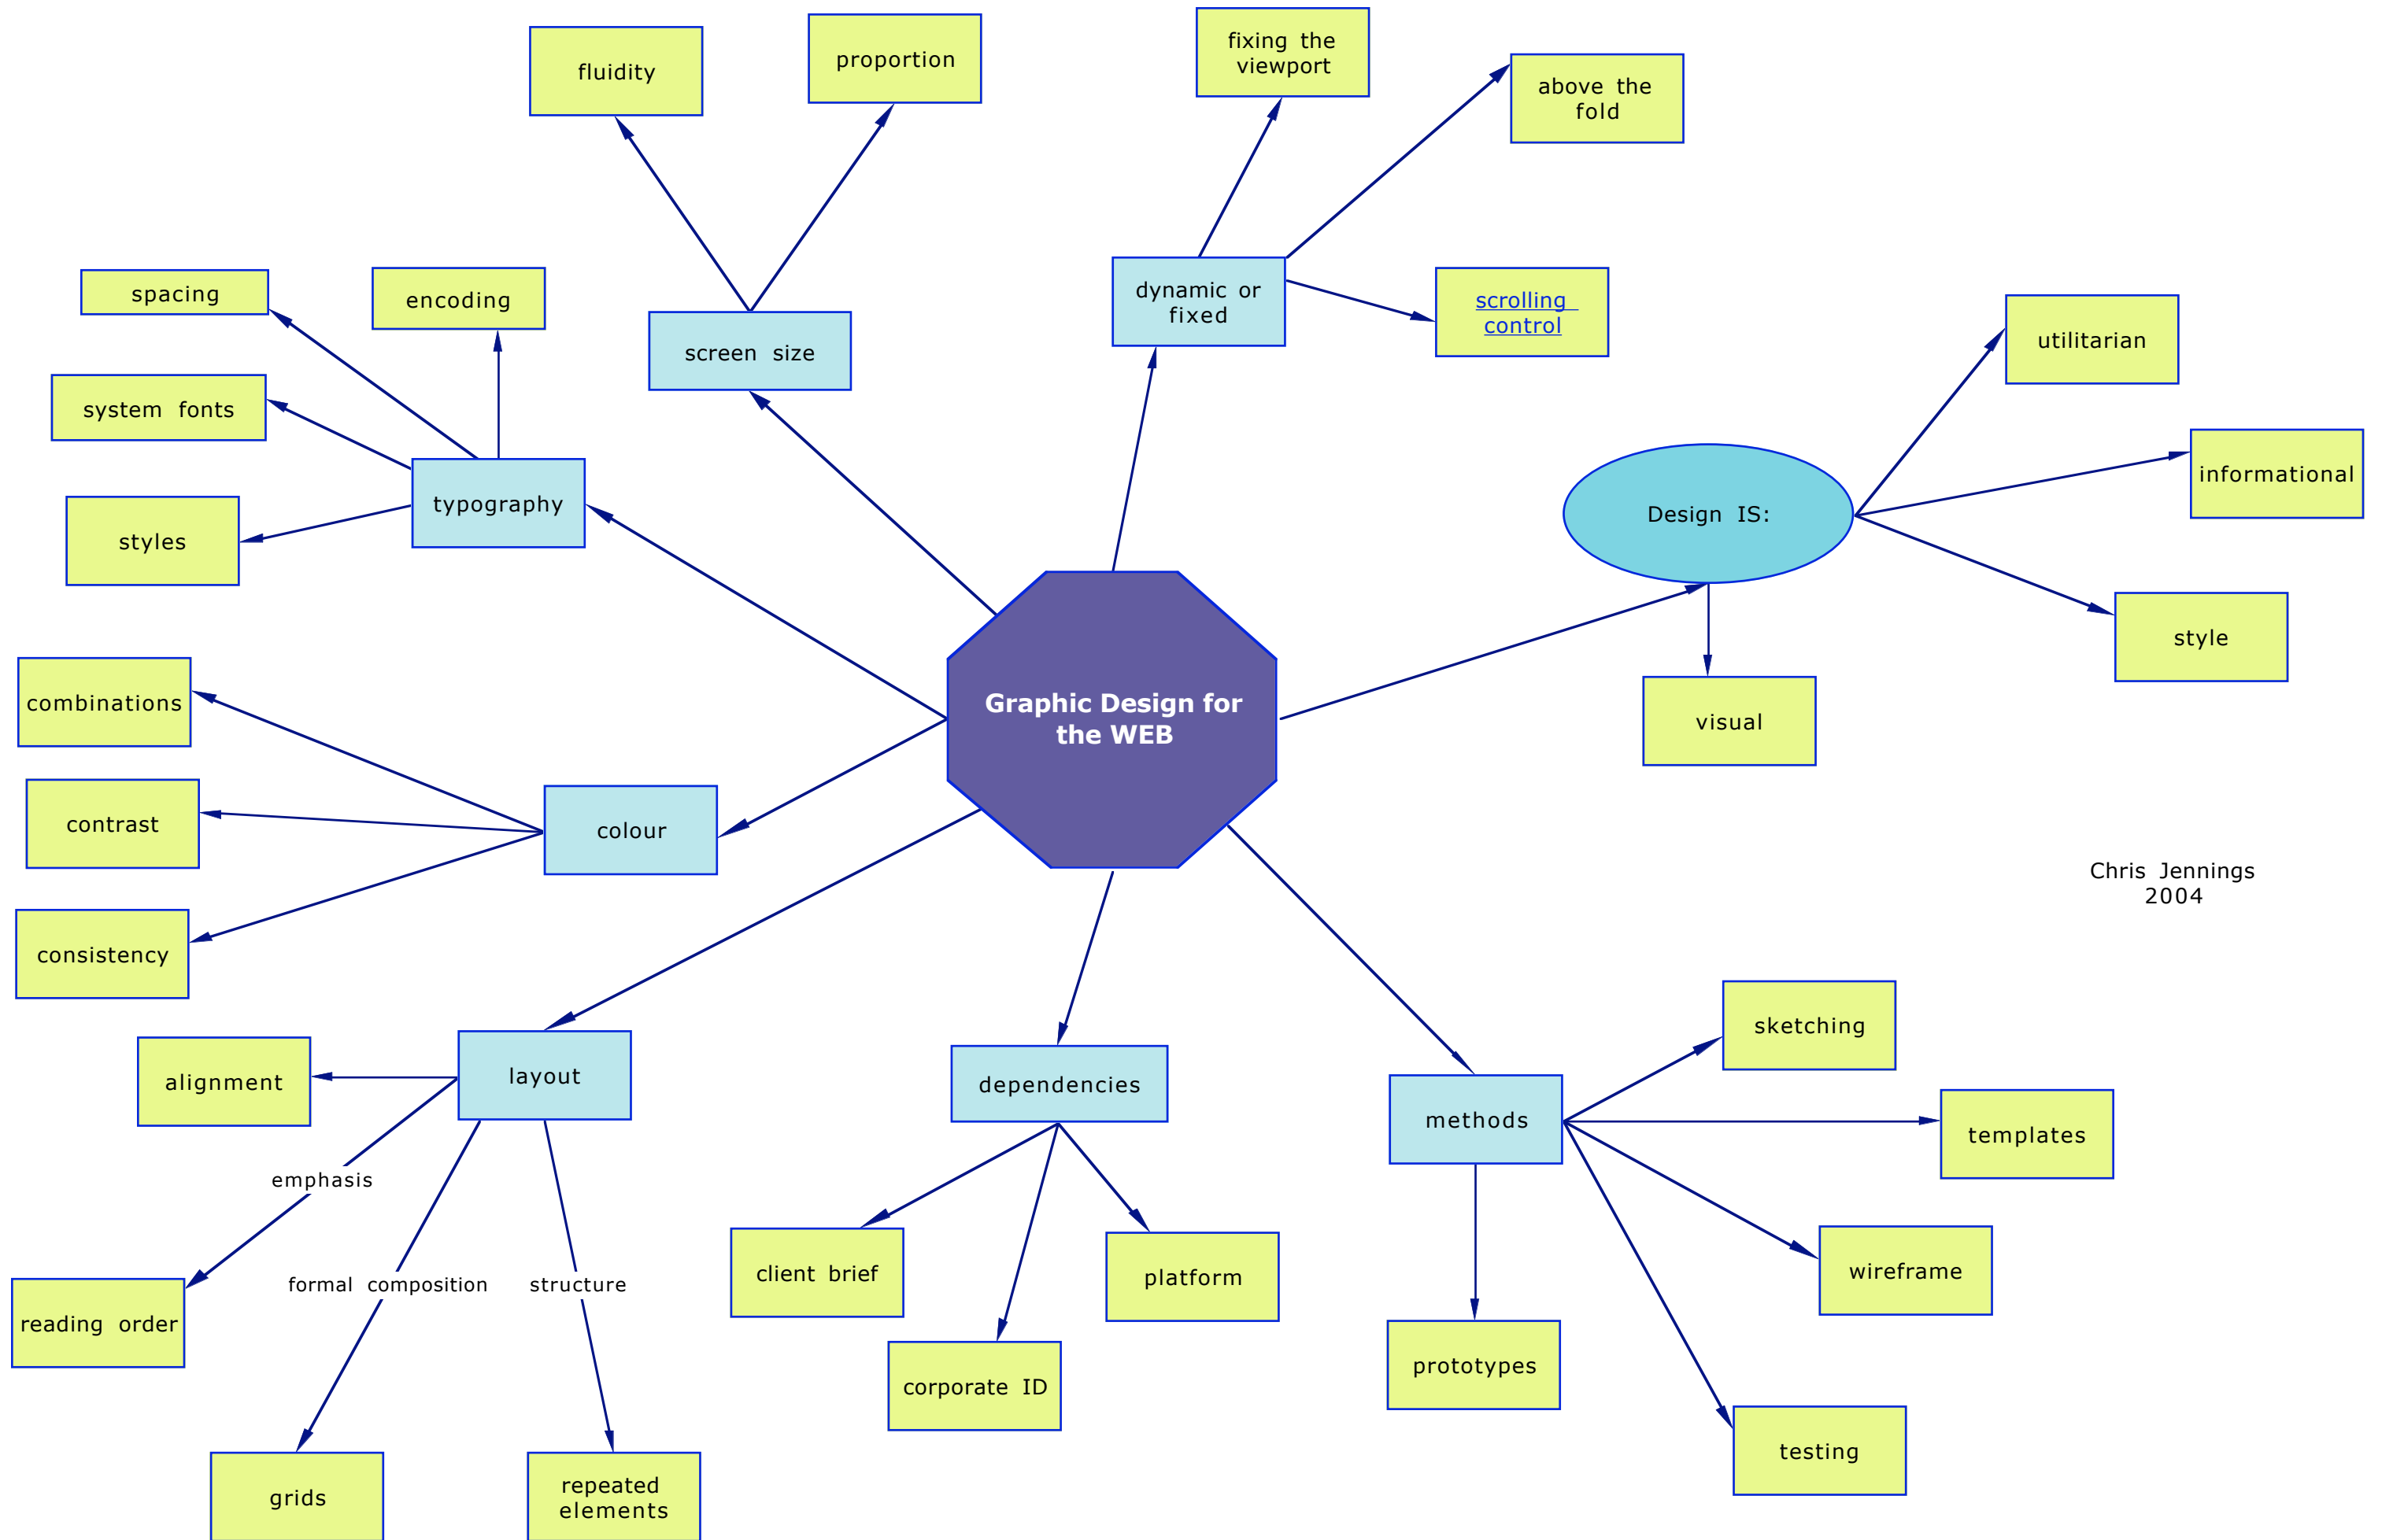 fluidity
proportion
fixing the
viewport
above the
fold
spacing
encoding
screen size
dynamic or
fixed
scrolling
control
utilitarian
system fonts
typography
styles
Design IS:
informational
style
visual
combinations
contrast
consistency
colour
Graphic Design for
the WEB
Chris Jennings
2004
alignment
layout
emphasis
reading order
formal composition
structure
grids
repeated
elements
dependencies
client brief
corporate ID
platform
methods
sketching
templates
wireframe
prototypes
testing